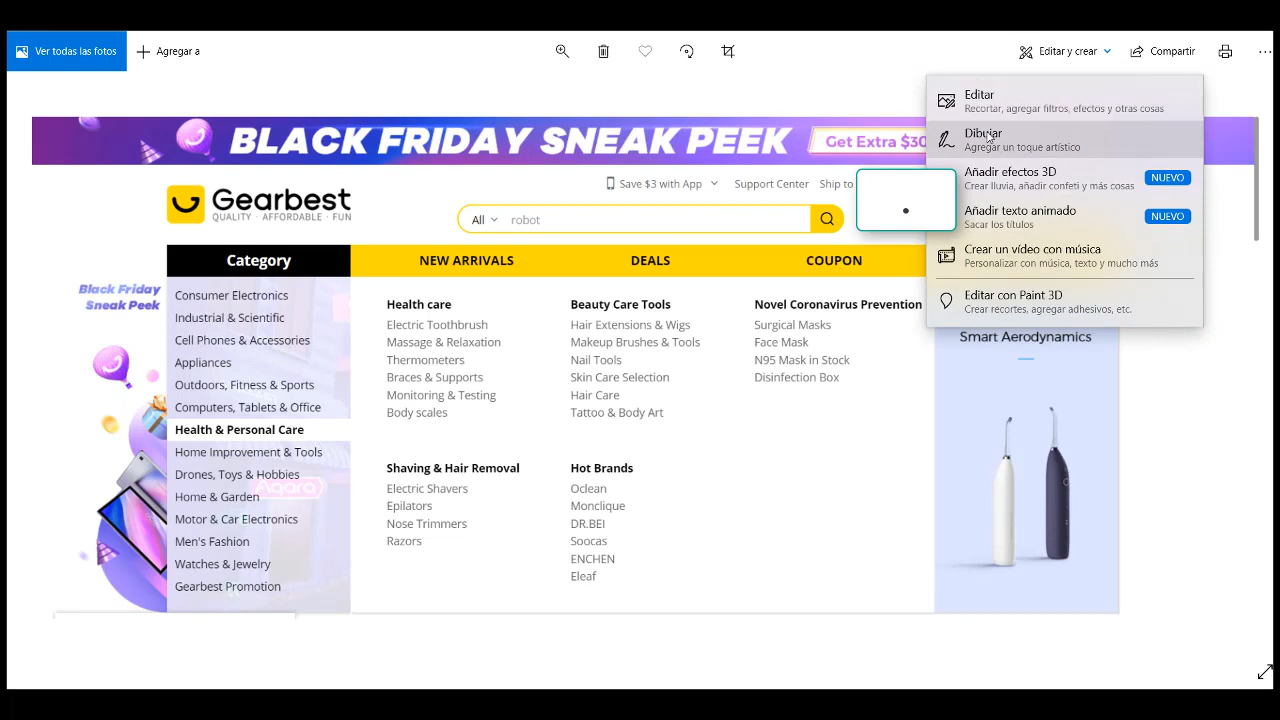 Ver todas las fotos
Agregar a
Editar y crear
Compartir
Editar
Recortar, agregar filtros, efectos y otras cosas
Dibujar
Agregar un toque artístico
Añadir efectos 3D
Crear lluvia, añadir confeti y más cosas
NUEVO
Añadir texto animado
Sacar los títulos
NUEVO
Crear un vídeo con música
Personalizar con música, texto y mucho más
Editar con Paint 3D
Crear recortes, agregar adhesivos, etc.
BLACK FRIDAY SNEAK PEEK
Get Extra $30
Save $3 with App
Support Center
Ship to
Gearbest
QUALITY · AFFORDABLE · FUN
All
robot
Category
NEW ARRIVALS
DEALS
COUPON
Black Friday
Sneak Peek
Consumer Electronics
Industrial & Scientific
Cell Phones & Accessories
Appliances
Outdoors, Fitness & Sports
Computers, Tablets & Office
Health & Personal Care
Home Improvement & Tools
Drones, Toys & Hobbies
Home & Garden
Motor & Car Electronics
Men's Fashion
Watches & Jewelry
Gearbest Promotion
Aqara
Health care
Electric Toothbrush
Massage & Relaxation
Thermometers
Braces & Supports
Monitoring & Testing
Body scales
Beauty Care Tools
Hair Extensions & Wigs
Makeup Brushes & Tools
Nail Tools
Skin Care Selection
Hair Care
Tattoo & Body Art
Novel Coronavirus Prevention
Surgical Masks
Face Mask
N95 Mask in Stock
Disinfection Box
Shaving & Hair Removal
Electric Shavers
Epilators
Nose Trimmers
Razors
Hot Brands
Oclean
Monclique
DR.BEI
Soocas
ENCHEN
Eleaf
Smart Aerodynamics